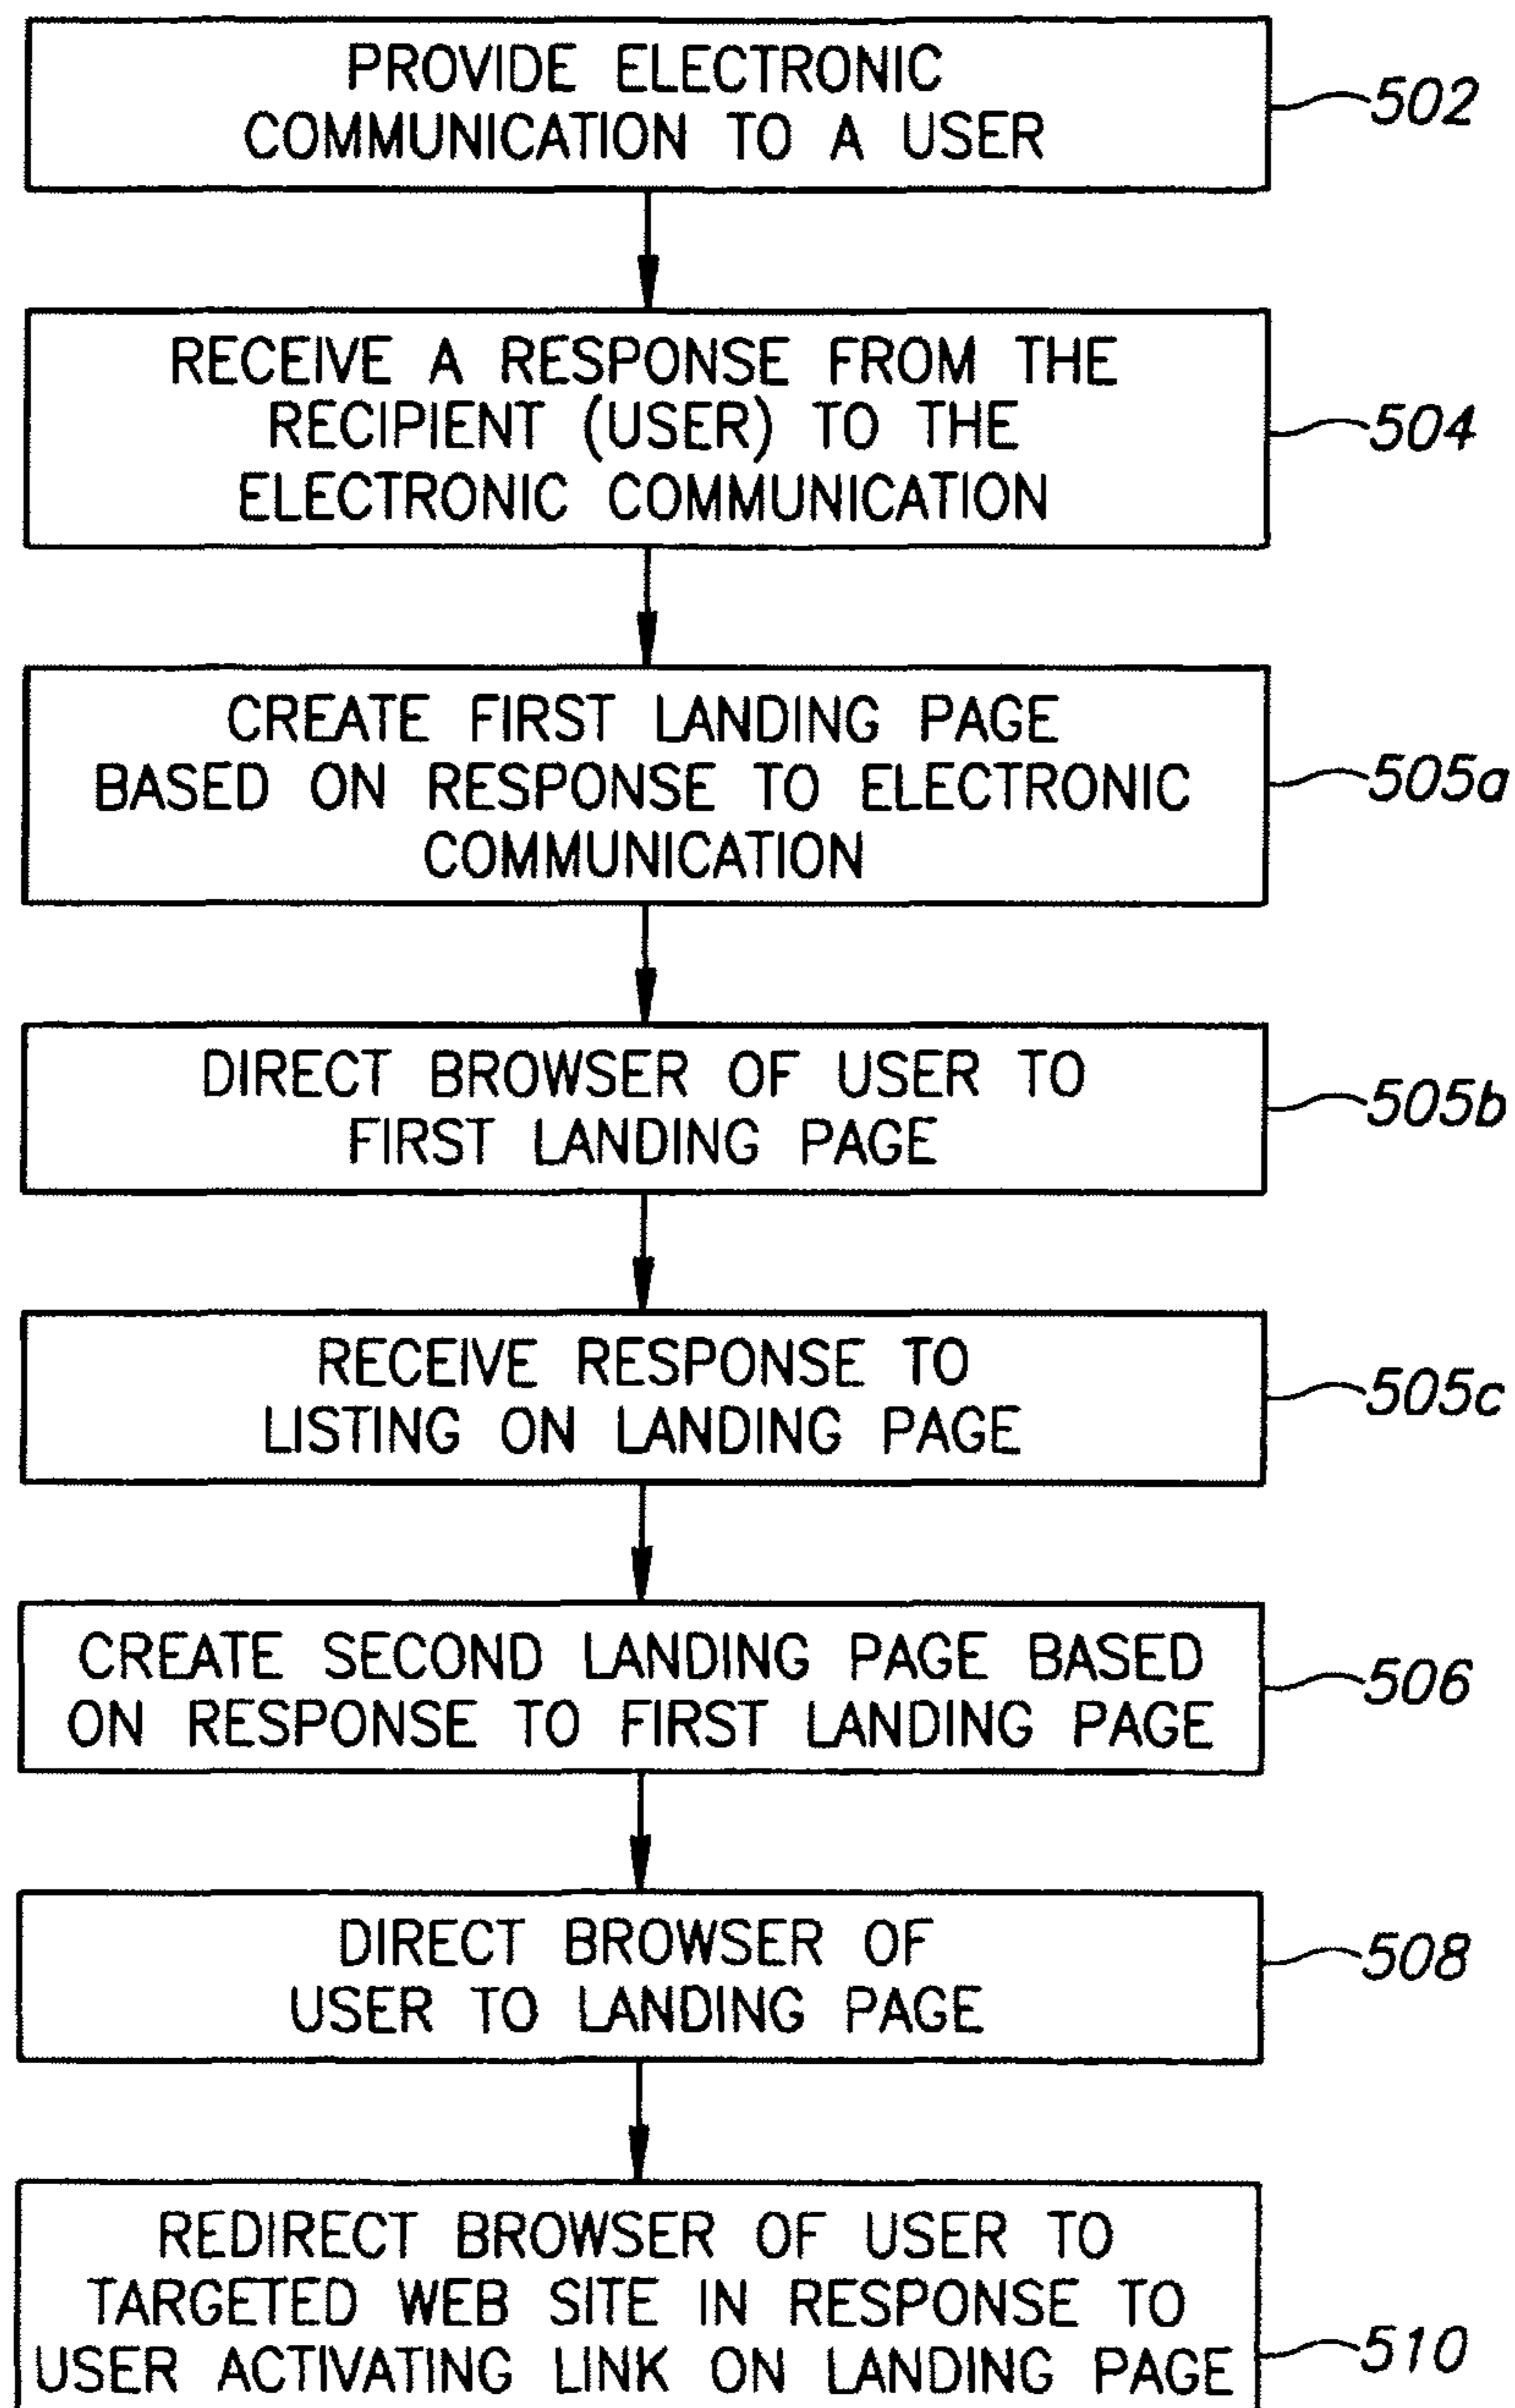 PROVIDE ELECTRONIC
COMMUNICATION TO A USER
502
RECEIVE A RESPONSE FROM THE
RECIPIENT (USER) TO THE
ELECTRONIC COMMUNICATION
504
CREATE FIRST LANDING PAGE
BASED ON RESPONSE TO ELECTRONIC
COMMUNICATION
505a
DIRECT BROWSER OF USER TO
FIRST LANDING PAGE
505b
RECEIVE RESPONSE TO
LISTING ON LANDING PAGE
505c
CREATE SECOND LANDING PAGE BASED
ON RESPONSE TO FIRST LANDING PAGE
506
DIRECT BROWSER OF
USER TO LANDING PAGE
508
REDIRECT BROWSER OF USER TO
TARGETED WEB SITE IN RESPONSE TO
USER ACTIVATING LINK ON LANDING PAGE
510